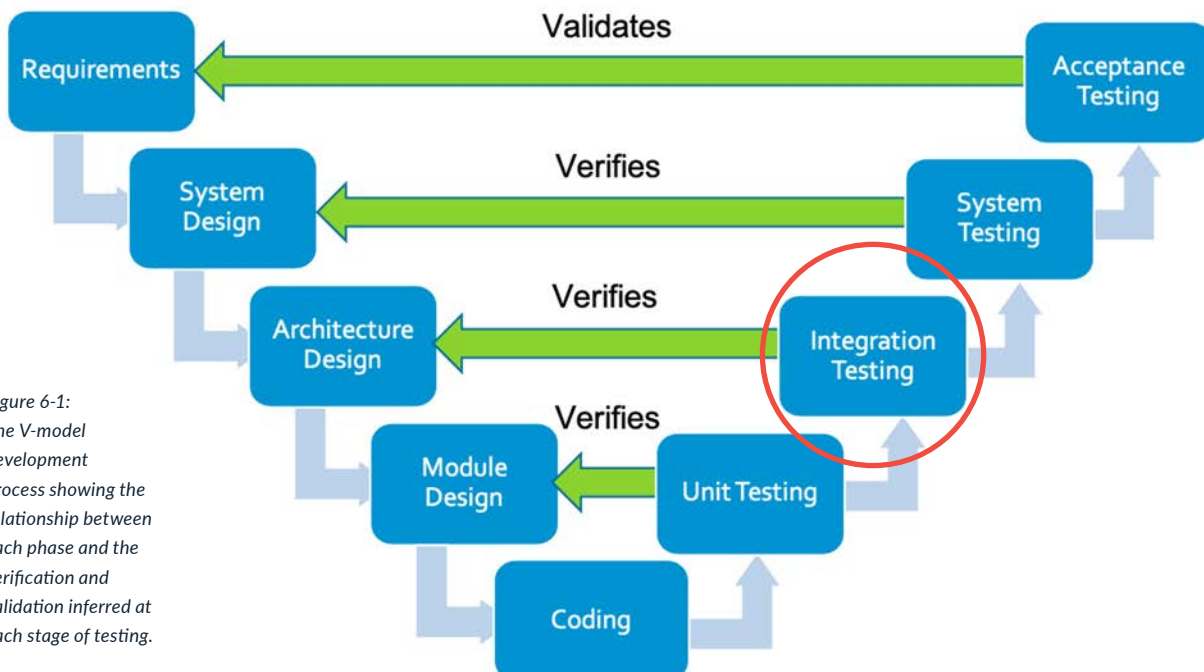 Validates
Requirements
Acceptance
Testing
Verifies
System
Design
System
Testing
Verifies
Architecture
Design
Integration
Testing
Verifies
Module
Design
Unit Testing
Coding
igure 6-1:
he V-model
evelopment
rocess showing the
elationship between
ach phase and the
erification and
alidation inferred at
ach stage of testing.